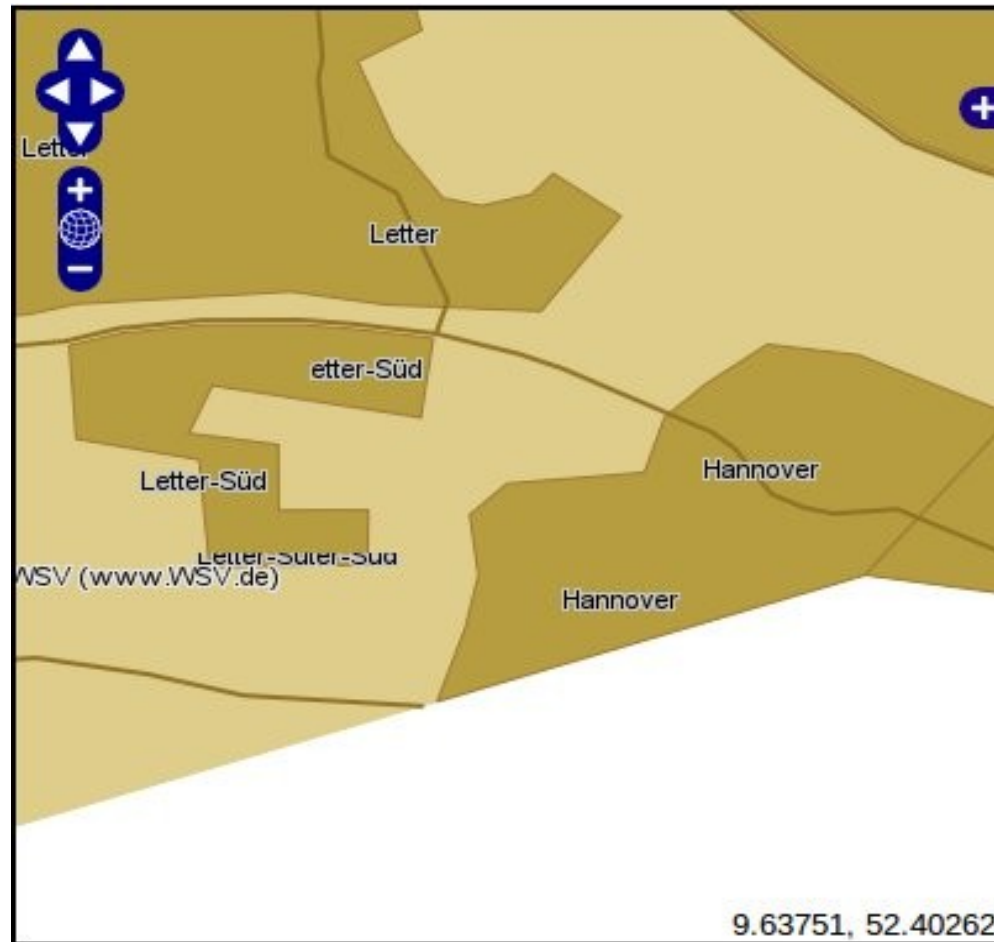 Letter
Letter
etter-Süd
Letter-Süd
WSV (www.WSV.de)
Hannover
Hannover
9.63751, 52.40262